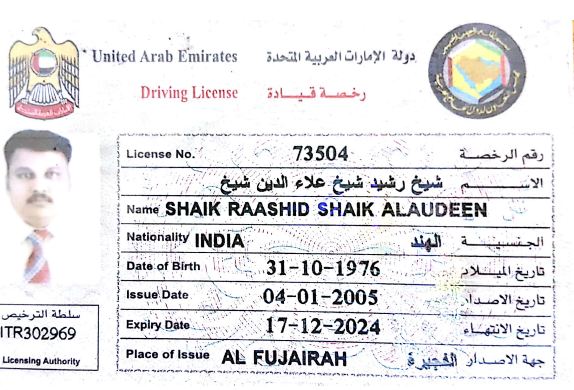 United Arab Emirates دولة الإمارات العربية المتحدة
Driving License رخصة قيادة
License No. 73504 رقم الرخصة
شيخ رشيد شيخ علاء الدين شيخ الاسم
Name SHAIK RAASHID SHAIK ALAUDEEN
Nationality INDIA الهند الجنسية
Date of Birth 31-10-1976 تاريخ الميلاد
Issue Date 04-01-2005 تاريخ الاصدار
Expiry Date 17-12-2024 تاريخ الانتهاء
Place of Issue AL FUJAIRAH الفجيرة جهة الاصدار
سلطة الترخيص
ITR302969
Licensing Authority